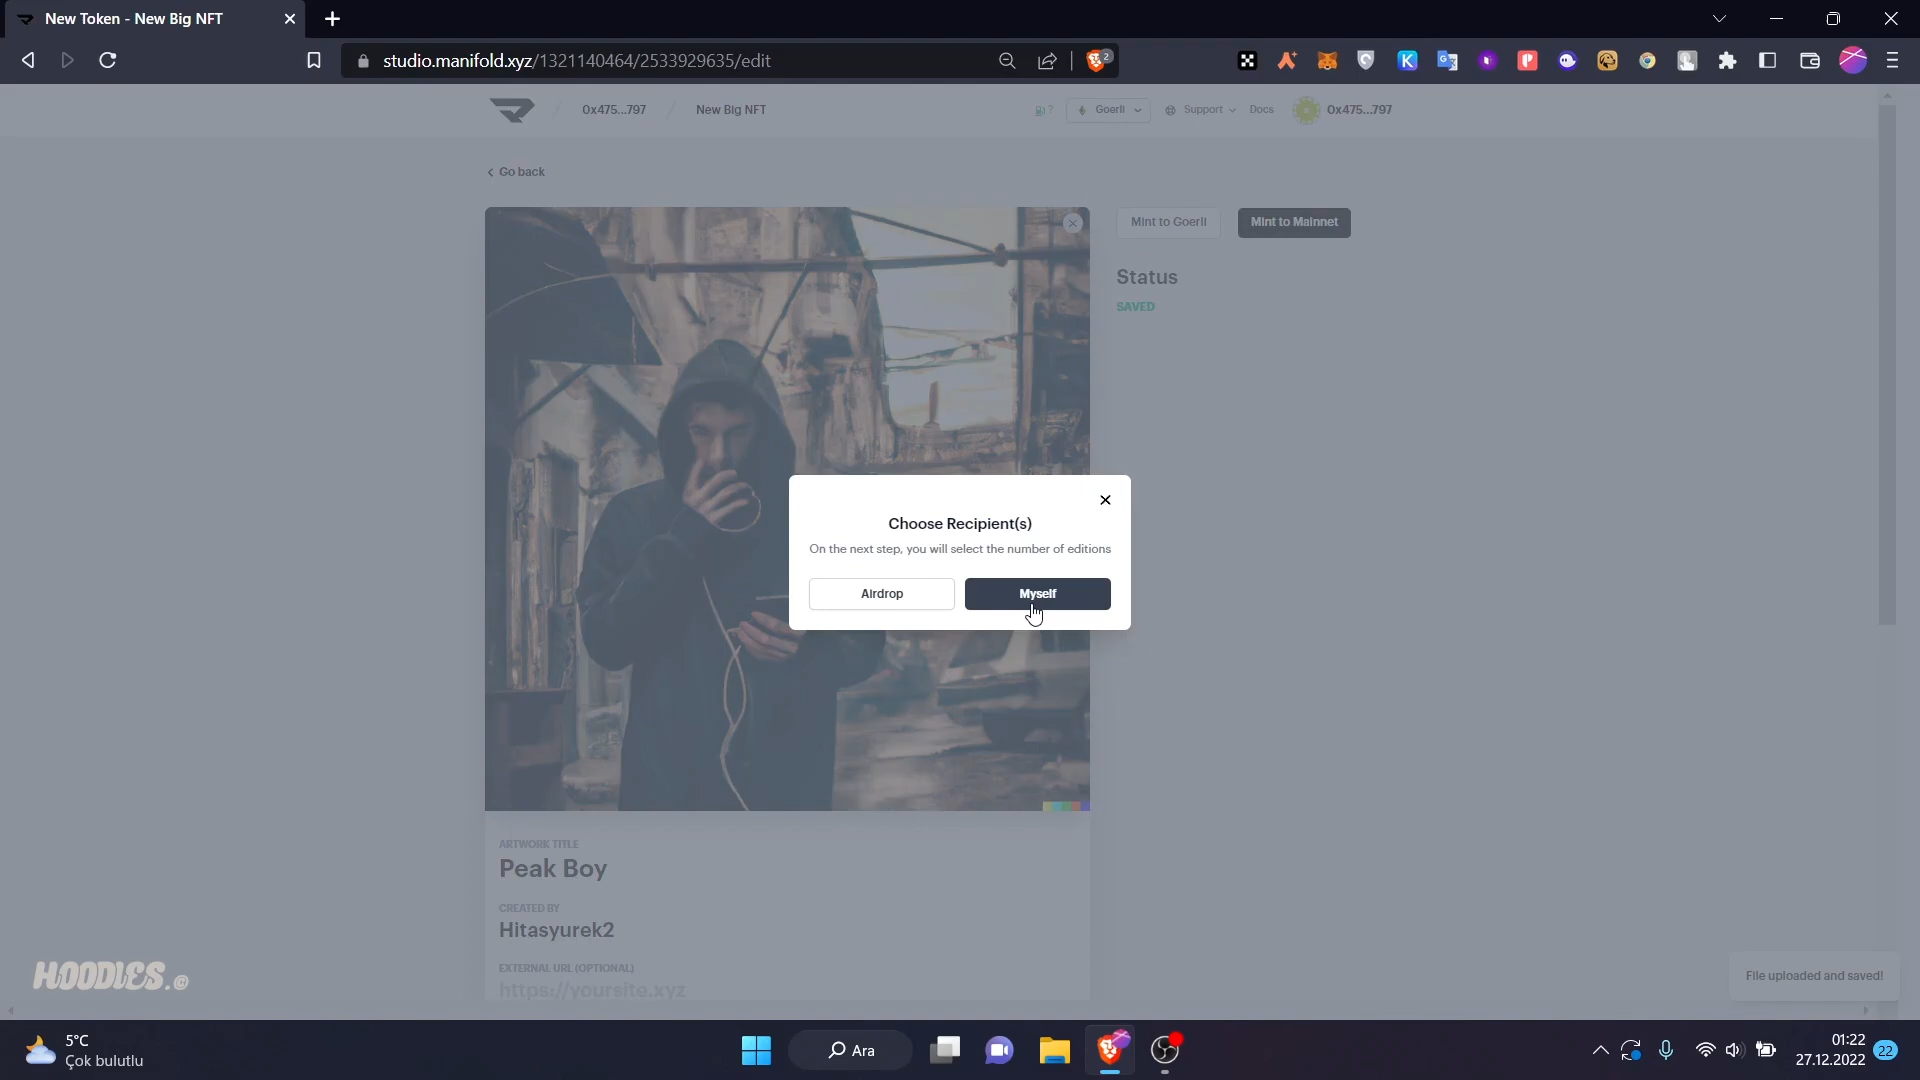 New Token - New Big NFT
studio.manifold.xyz/1321140464/2533929635/edit
2
0x475...797
New Big NFT
?
Goerli
Support
Docs
0x475...797
Go back
Mint to Goerli
Mint to Mainnet
Status
SAVED
Choose Recipient(s)
On the next step, you will select the number of editions
Airdrop
Myself
ARTWORK TITLE
Peak Boy
CREATED BY
Hitasyurek2
EXTERNAL URL (OPTIONAL)
https://yoursite.xyz
HOODIES.@
File uploaded and saved!
5°C
Çok bulutlu
Ara
01:22
27.12.2022
22